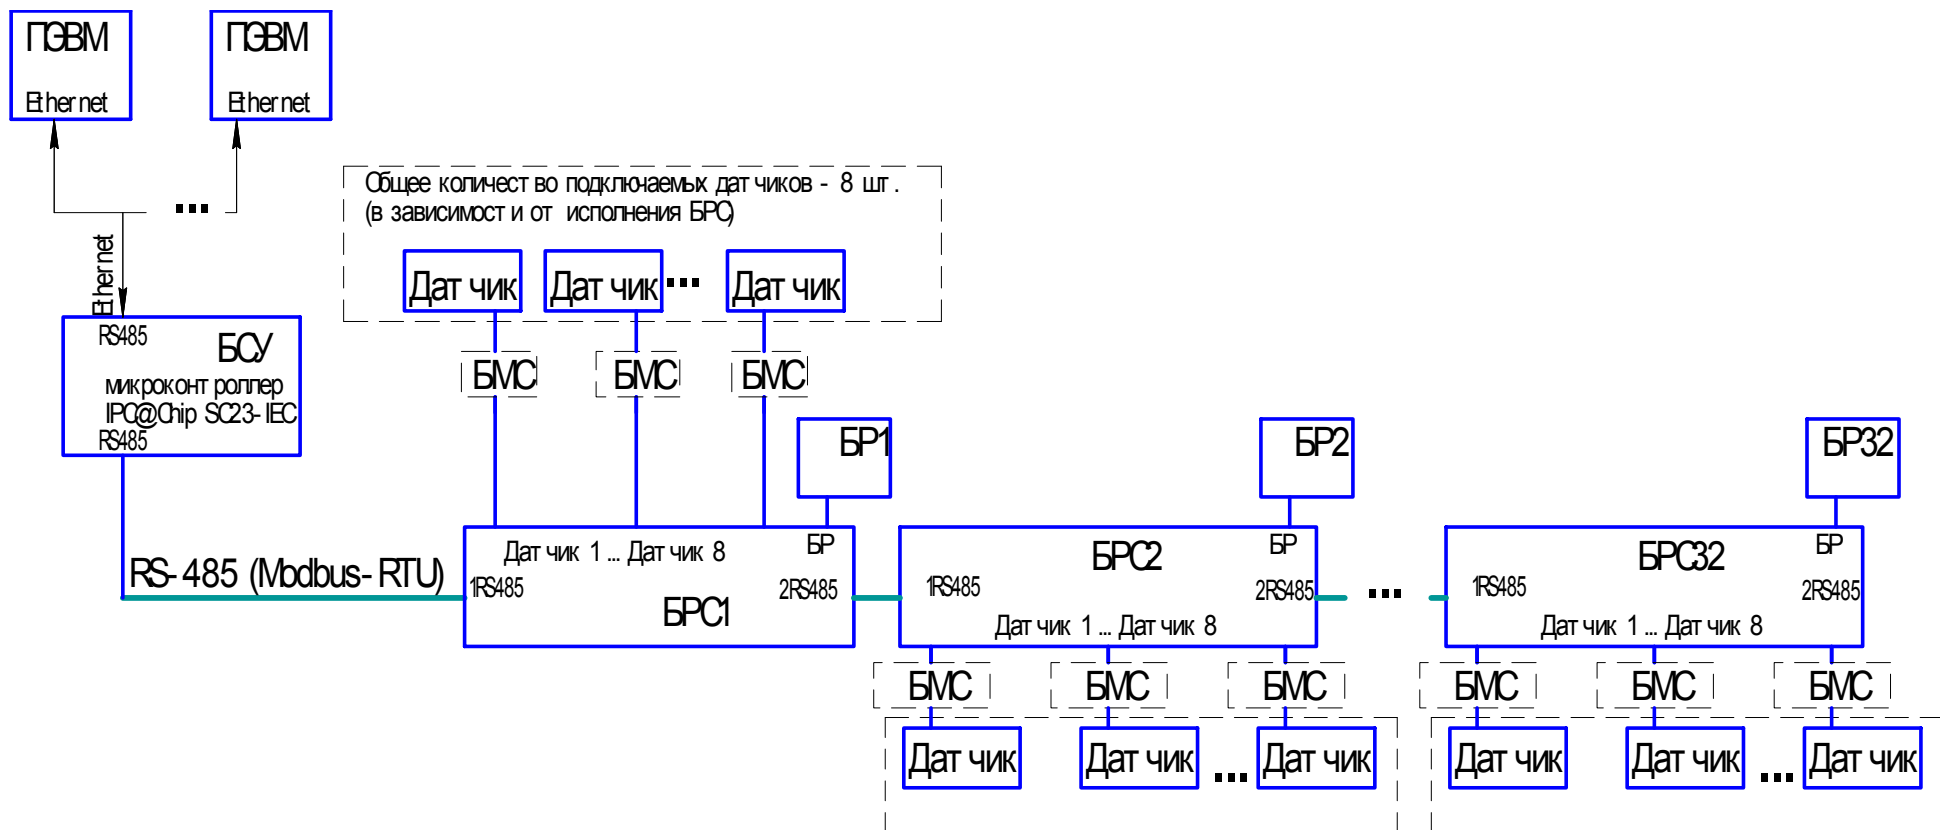 ПЭВМ
Ethernet
ПЭВМ
Ethernet
...
Ethernet
Общее количество подключаемых датчиков - 8 шт.
(в зависимости от исполнения БРС)
Датчик
Датчик
...
Датчик
RS485
БСУ
микроконтроллер
IPC@Chip SC23-IEC
RS485
БМС
БМС
БМС
БР1
БР2
БР32
RS-485 (Modbus-RTU)
Датчик 1 ... Датчик 8
БР
1RS485
2RS485
БРС1
БРС2
БР
1RS485
2RS485
Датчик 1 ... Датчик 8
...
БРС32
БР
1RS485
2RS485
Датчик 1 ... Датчик 8
БМС
БМС
БМС
БМС
БМС
БМС
Датчик
Датчик
...
Датчик
Датчик
Датчик
...
Датчик